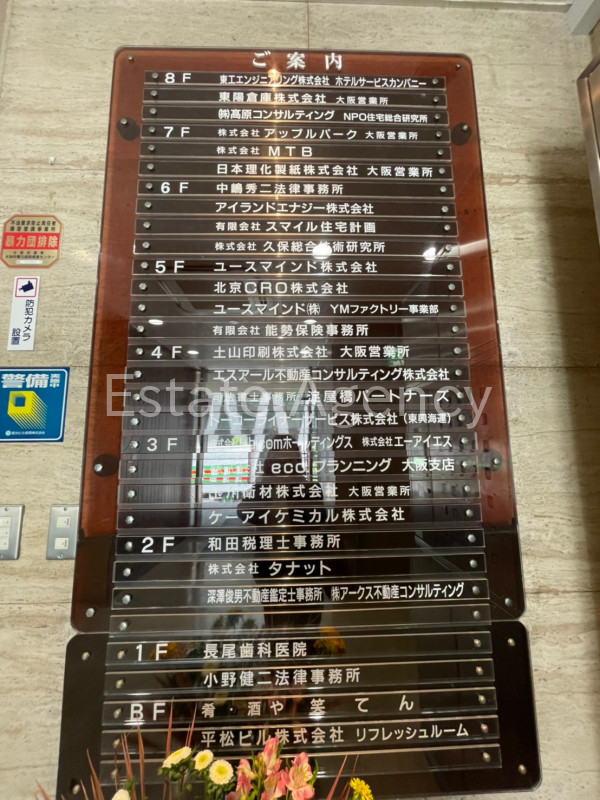 ご案内
8F 東工エンジニアリング株式会社 ホテルサービスカンパニー
東陽倉庫株式会社 大阪営業所
㈱高原コンサルティング NPO住宅総合研究所
7F 株式会社 アップルパーク 大阪営業所
株式会社 MTB
日本理化製紙株式会社 大阪営業所
6F 中嶋秀二法律事務所
アイランドエナジー株式会社
有限会社 スマイル住宅計画
株式会社 久保総合技術研究所
5F ユースマインド株式会社
北京CRO株式会社
ユースマインド㈱ YMファクトリー事業部
有限会社 能勢保険事務所
4F 土山印刷株式会社 大阪営業所
エスアール不動産コンサルティング株式会社
淀屋橋パートナーズ
サービス株式会社 (東興海運)
3F ホールディングス 株式会社エーアイエス
eco プランニング 大阪支店
衛材株式会社 大阪営業所
ケーアイケミカル株式会社
2F 和田税理士事務所
株式会社 タナット
深澤俊男不動産鑑定士事務所 ㈱アークス不動産コンサルティング
1F 長尾歯科医院
小野健二法律事務所
BF 肴・酒や 笑てん
平松ビル株式会社 リフレッシュルーム
暴力団排除
防犯カメラ
設置
警備
Estate Agency